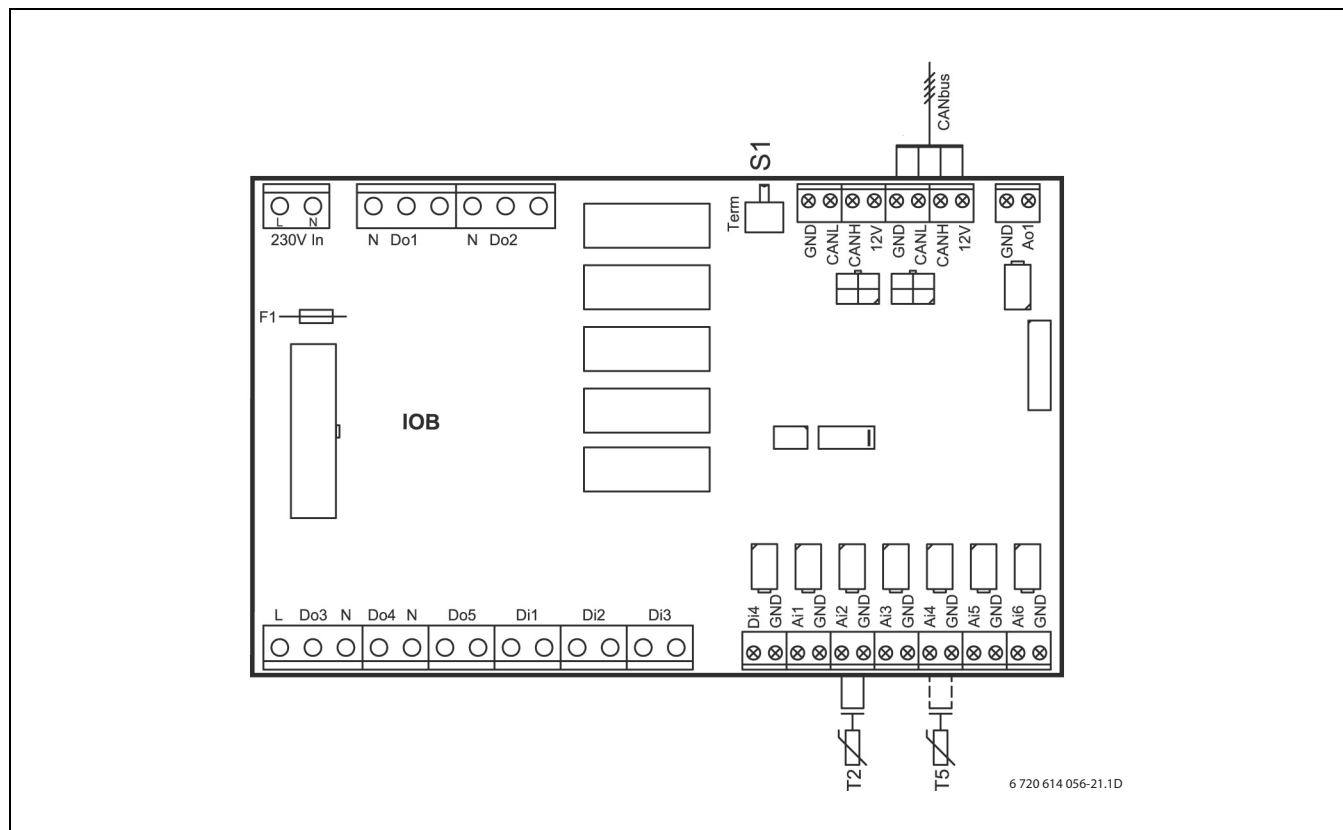 CANbus
S1
Term
L N
230V In
N Do1 N Do2
GND CANL CANH 12V GND CANL CANH 12V
GND Ao1
F1
IOB
L Do3 N Do4 N Do5 Di1 Di2 Di3
Di4 GND Ai1 GND Ai2 GND Ai3 GND Ai4 GND Ai5 GND Ai6 GND
T2 T5
6 720 614 056-21.1D